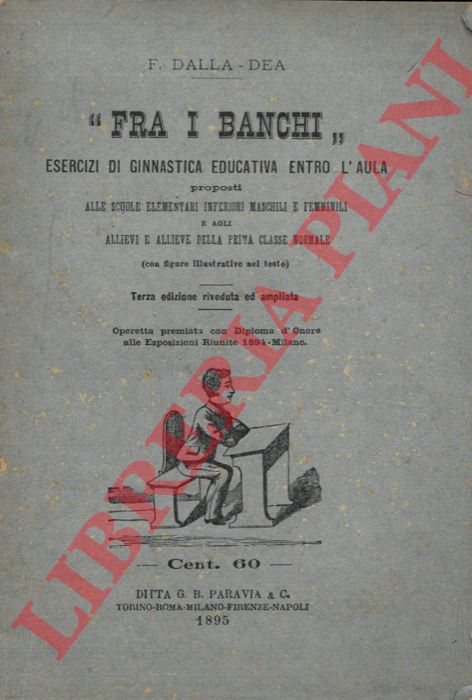 F. DALLA-DEA
“ FRA I BANCHI „
ESERCIZI DI GINNASTICA EDUCATIVA ENTRO L'AULA
proposti
ALLE SCUOLE ELEMENTARI INFERIORI MASCHILI E FEMMINILI
E AGLI
ALLIEVI E ALLIEVE DELLA PRIMA CLASSE NORMALE
(con figure illustrative nel testo)
Terza edizione riveduta ed ampliata
Operetta premiata con Diploma d'Onore
alle Esposizioni Riunite 1894-Milano.
— Cent. 60 —
DITTA G. B. PARAVIA & C.
TORINO-ROMA-MILANO-FIRENZE-NAPOLI
1895
LIBRERIA PIANI